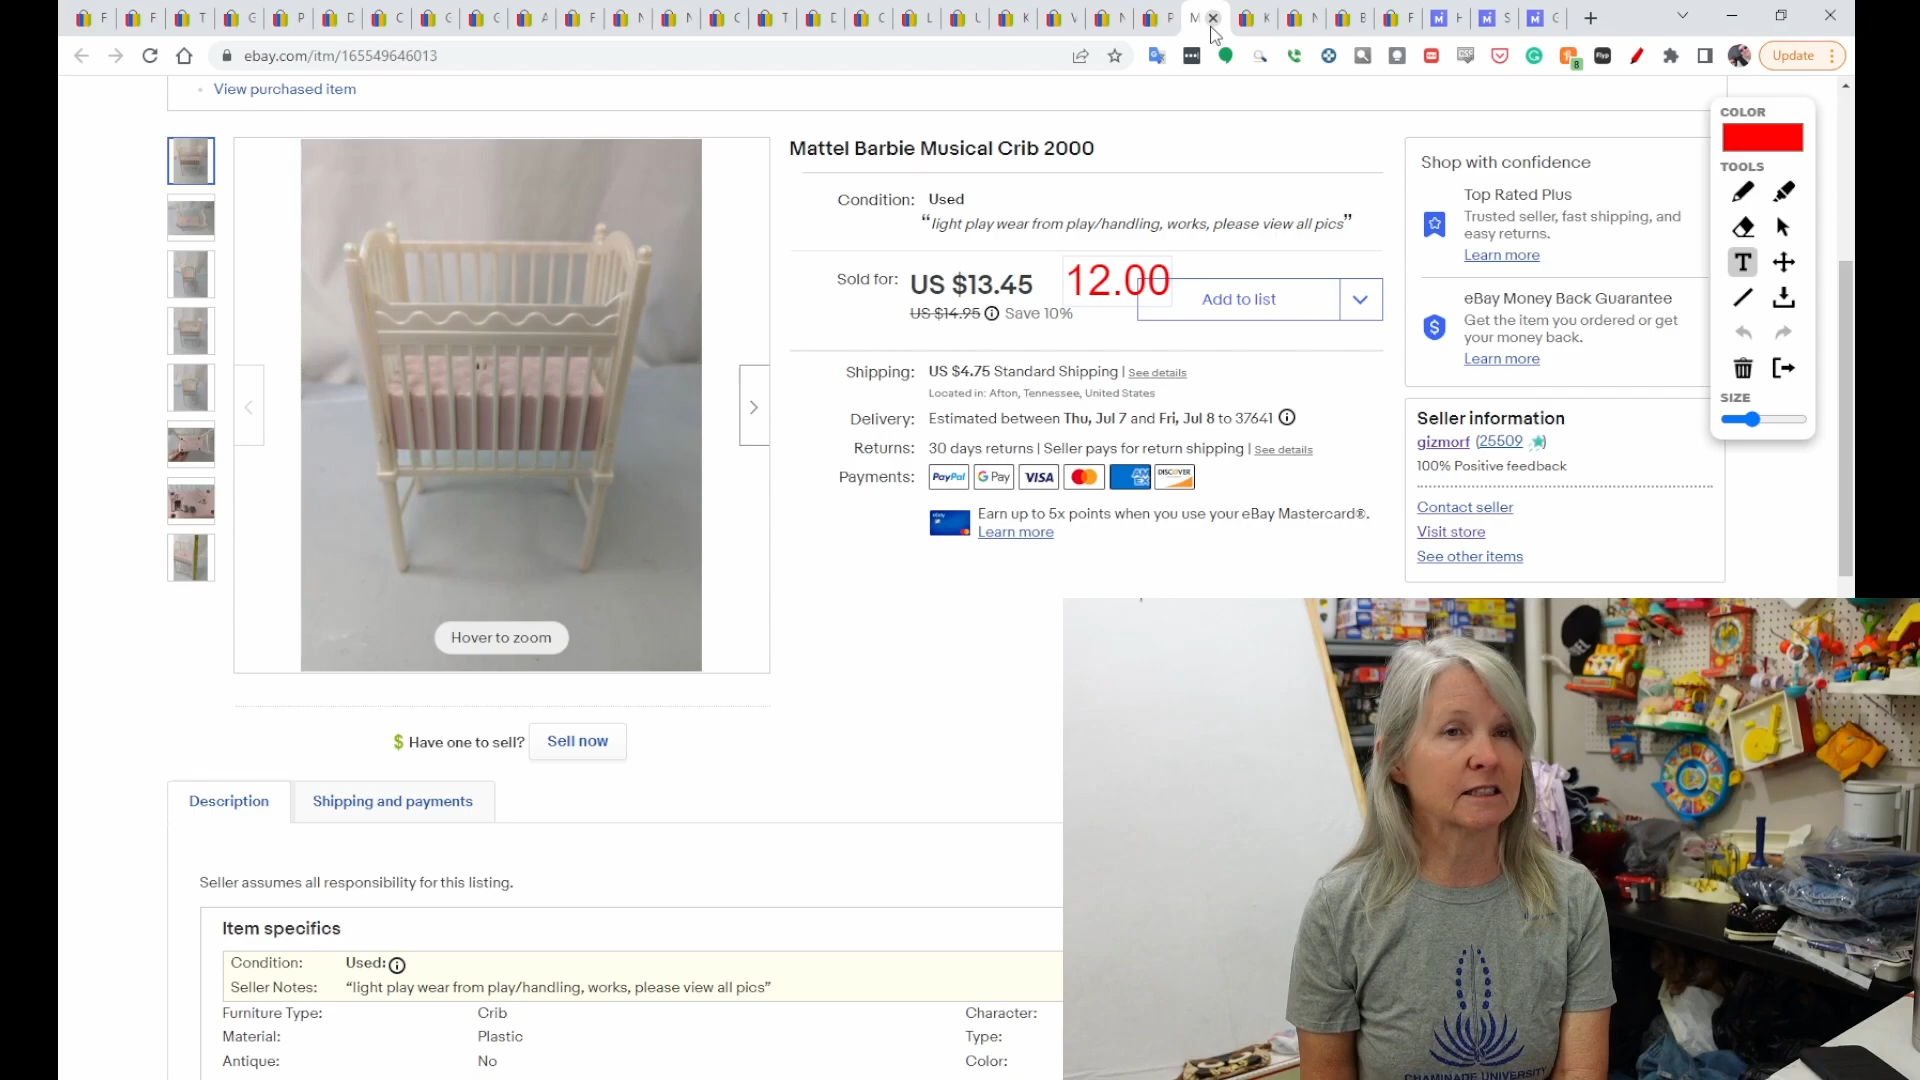 F
F
T
G
P
D
C
G
A
F
N
N
C
T
D
C
L
L
K
V
N
P
M
K
N
B
F
H
S
G
ebay.com/itm/165549646013
Update
View purchased item
Mattel Barbie Musical Crib 2000
Condition: Used
“light play wear from play/handling, works, please view all pics”
Sold for: US $13.45
12.00
US $14.95 Save 10%
Add to list
Shipping: US $4.75 Standard Shipping | See details
Located in: Afton, Tennessee, United States
Delivery: Estimated between Thu, Jul 7 and Fri, Jul 8 to 37641
Returns: 30 days returns | Seller pays for return shipping | See details
Payments: PayPal G Pay VISA AMEX DISCOVER
Earn up to 5x points when you use your eBay Mastercard®.
Learn more
Shop with confidence
Top Rated Plus
Trusted seller, fast shipping, and
easy returns.
Learn more
eBay Money Back Guarantee
Get the item you ordered or get
your money back.
Learn more
Seller information
gizmorf (25509)
100% Positive feedback
Contact seller
Visit store
See other items
COLOR
TOOLS
T
SIZE
Hover to zoom
$ Have one to sell? Sell now
Description
Shipping and payments
Seller assumes all responsibility for this listing.
Item specifics
Condition: Used:
Seller Notes: “light play wear from play/handling, works, please view all pics”
Furniture Type: Crib Character:
Material: Plastic Type:
Antique: No Color:
CHAMINADE UNIVERSITY